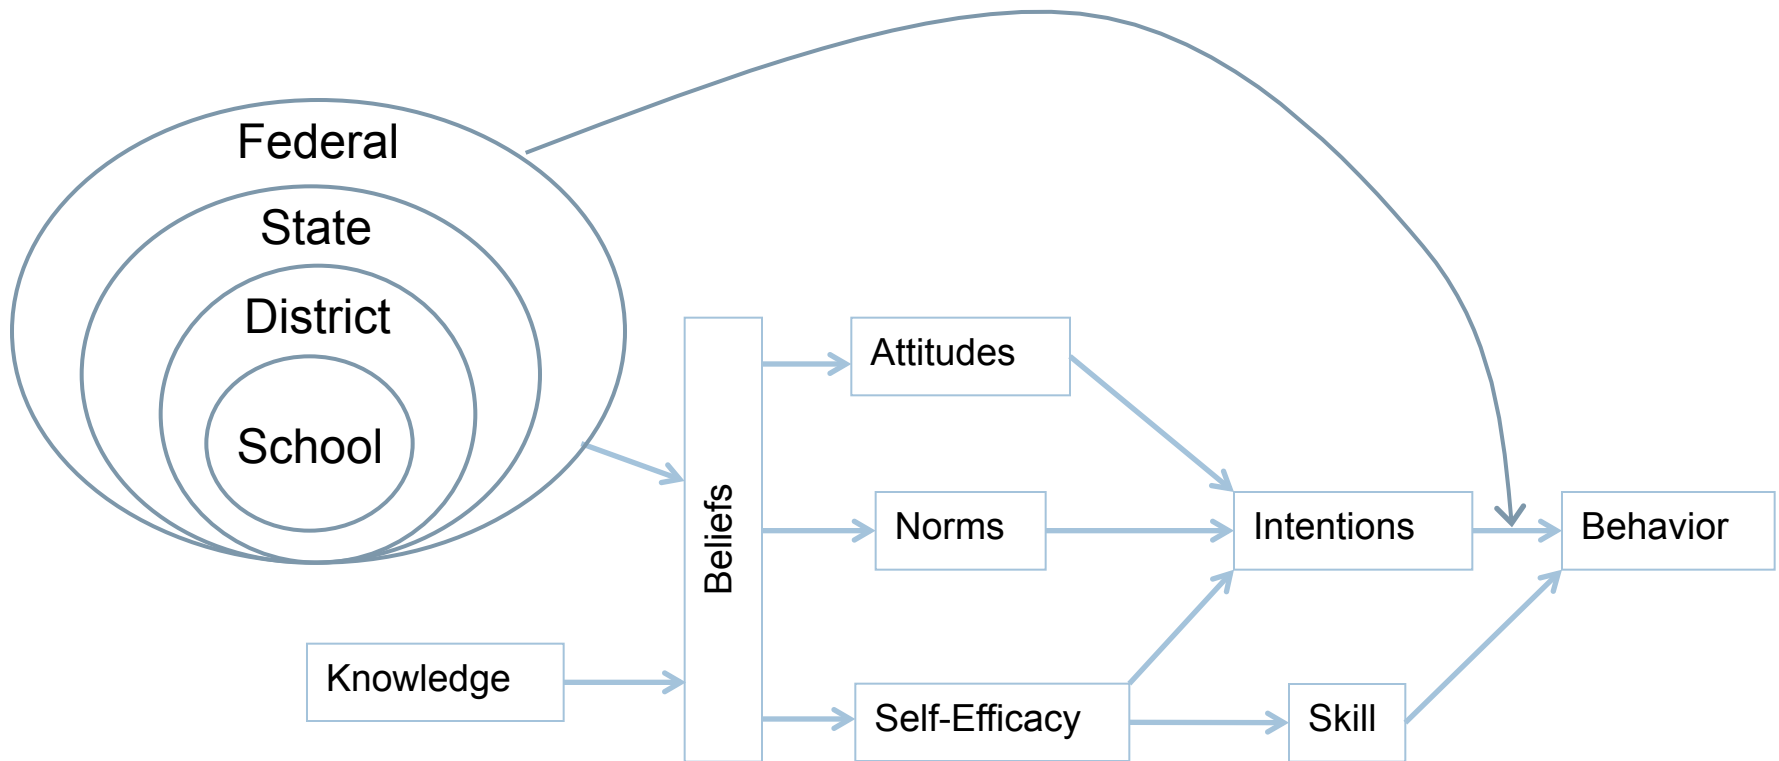 Federal
State
District
School
Knowledge
Beliefs
Attitudes
Norms
Self-Efficacy
Intentions
Skill
Behavior